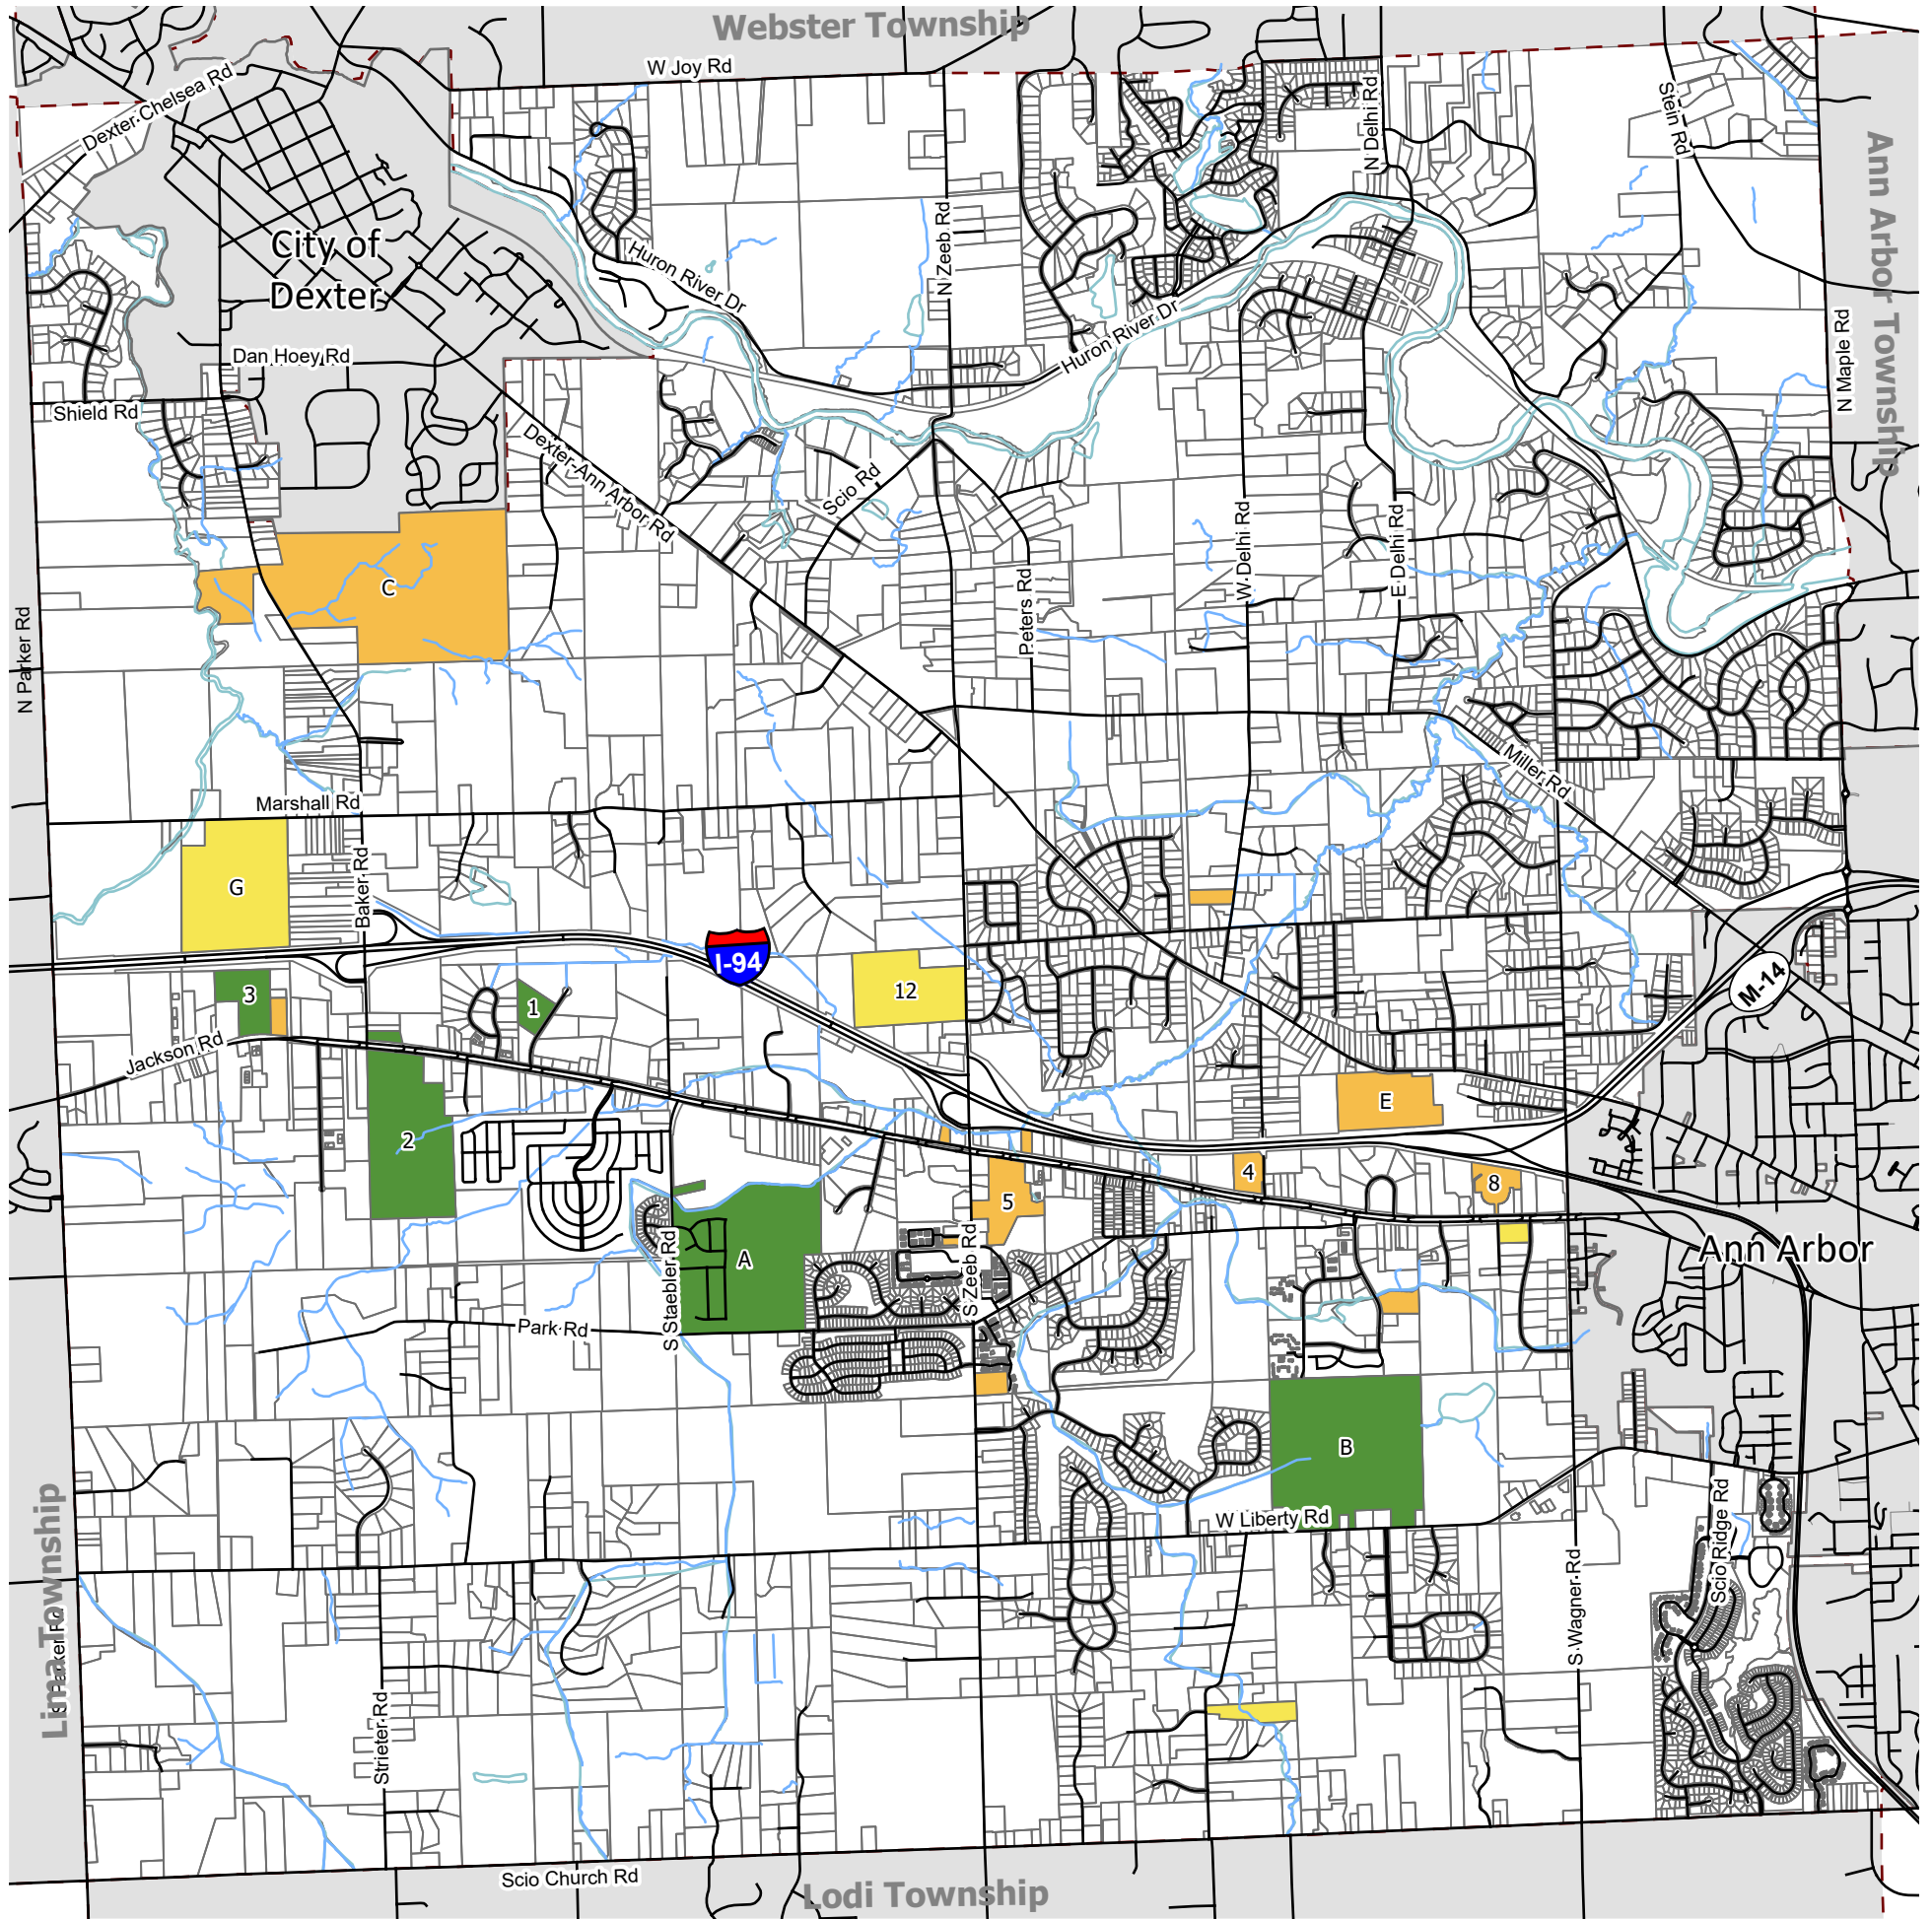 Webster Township
W Joy Rd
Dexter-Chelsea Rd
N Delhi Rd
Stein Rd
Ann Arbor Township
City of
Dexter
Huron River Dr
N Zeeb Rd
Huron River Dr
N Maple Rd
Dan Hoey Rd
Shield Rd
Dexter-Ann Arbor Rd
Scio Rd
W Delhi Rd
E Delhi Rd
Peters Rd
C
N Parker Rd
Miller Rd
Marshall Rd
G
Baker Rd
I-94
12
M-14
3
1
Jackson Rd
E
2
4
8
5
A
S Staebler Rd
S Zeeb Rd
Ann Arbor
Park Rd
B
W Liberty Rd
Scio Ridge Rd
S Wagner Rd
Lima Township
Strieter Rd
Scio Church Rd
Lodi Township